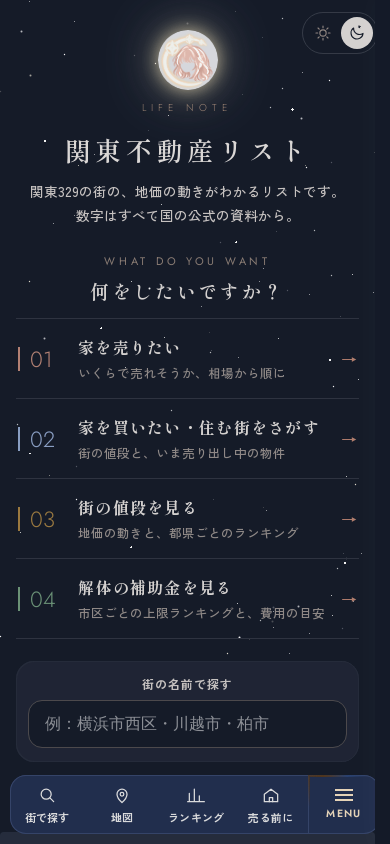 LIFE NOTE
関東不動産リスト
関東329の街の、地価の動きがわかるリストです。
数字はすべて国の公式の資料から。
WHAT DO YOU WANT
何をしたいですか？
01
家を売りたい
いくらで売れそうか、相場から順に
→
02
家を買いたい・住む街をさがす
街の値段と、いま売り出し中の物件
→
03
街の値段を見る
地価の動きと、都県ごとのランキング
→
04
解体の補助金を見る
市区ごとの上限ランキングと、費用の目安
→
街の名前で探す
例：横浜市西区・川越市・柏市
街で探す
地図
ランキング
売る前に
MENU